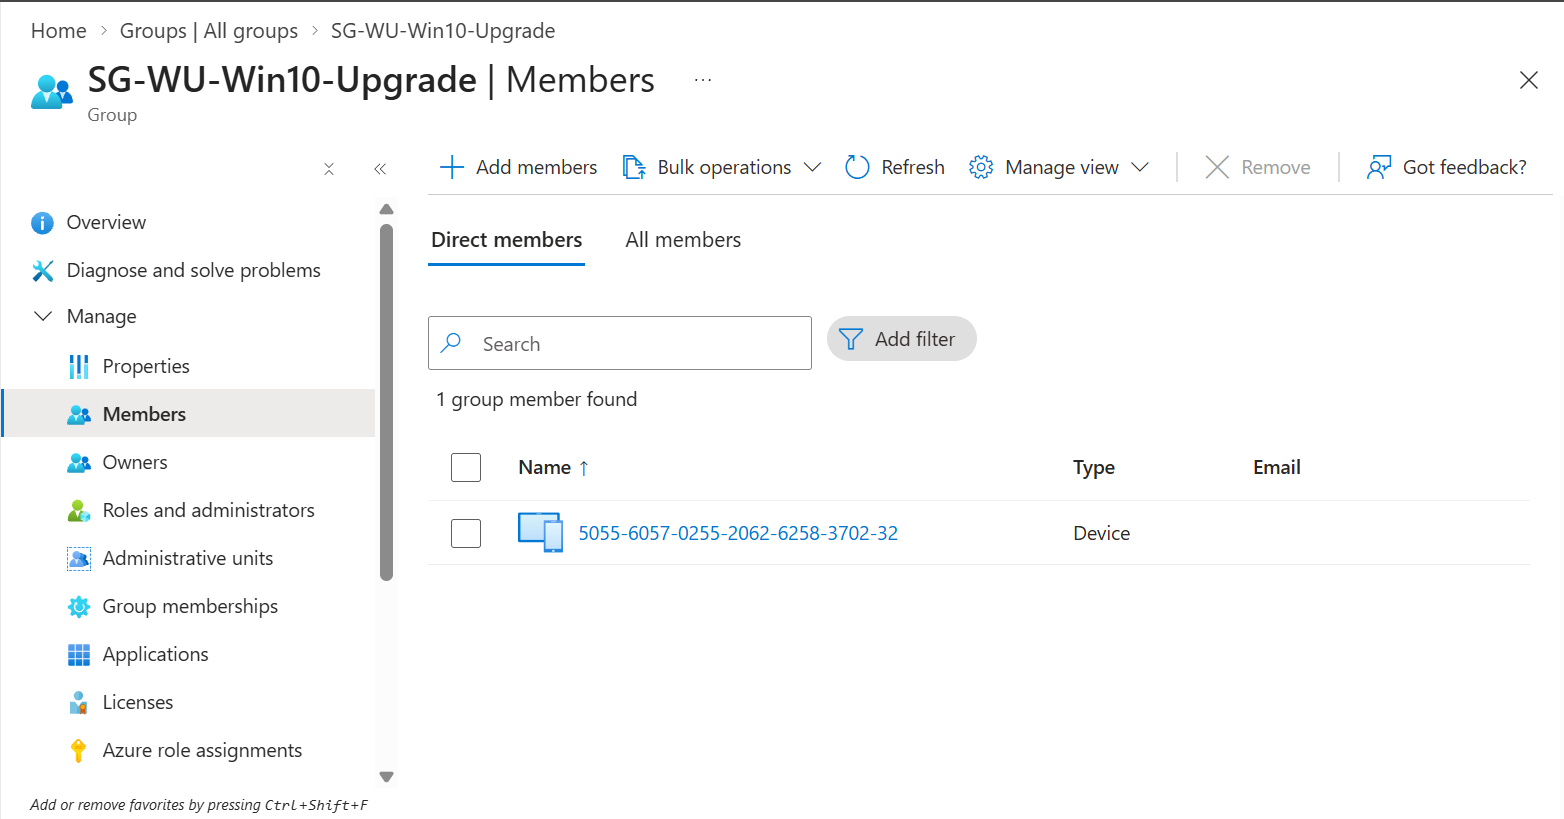 Home > Groups | All groups > SG-WU-Win10-Upgrade
SG-WU-Win10-Upgrade | Members ...
Group
Add members Bulk operations Refresh Manage view Remove Got feedback?
Overview
Diagnose and solve problems
Manage
Properties
Members
Owners
Roles and administrators
Administrative units
Group memberships
Applications
Licenses
Azure role assignments
Add or remove favorites by pressing Ctrl+Shift+F
Direct members All members
Search Add filter
1 group member found
Name ↑ Type Email
5055-6057-0255-2062-6258-3702-32 Device